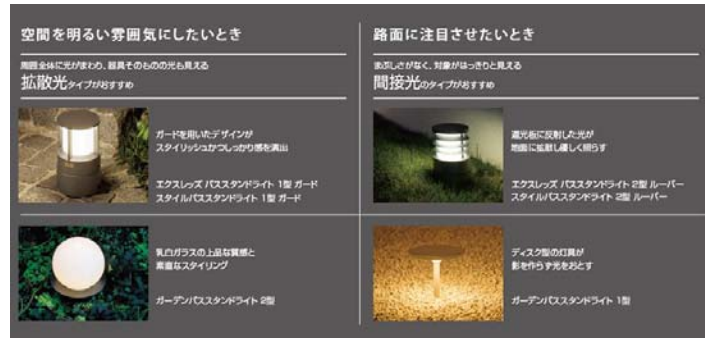 空間を明るい雰囲気にしたいとき
周囲全体に光がまわり、器具そのものの光も見える
拡散光タイプがおすすめ
ガードを用いたデザインが
スタイリッシュかつしっかり感を演出
エクスレッズ パススタンドライト 1型 ガード
スタイルパススタンドライト 1型 ガード
乳白ガラスの上品な質感と
素直なスタイリング
ガーデンパススタンドライト 2型
路面に注目させたいとき
まぶしさがなく、対象がはっきりと見える
間接光のタイプがおすすめ
遮光板に反射した光が
地面に拡散し優しく照らす
エクスレッズ パススタンドライト 2型 ルーバー
スタイルパススタンドライト 2型 ルーバー
ディスク型の灯具が
影を作らず光をおとす
ガーデンパススタンドライト 1型